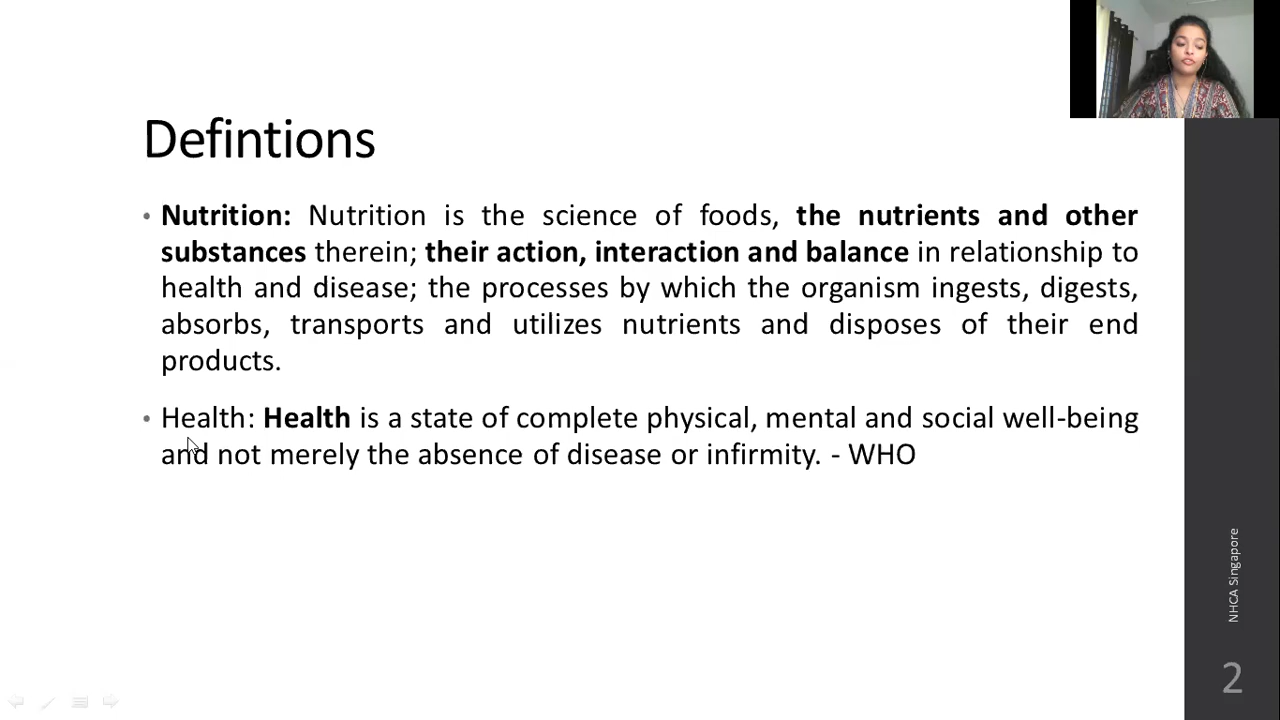 Defintions
• Nutrition: Nutrition is the science of foods, the nutrients and other
substances therein; their action, interaction and balance in relationship to
health and disease; the processes by which the organism ingests, digests,
absorbs, transports and utilizes nutrients and disposes of their end
products.
• Health: Health is a state of complete physical, mental and social well-being
and not merely the absence of disease or infirmity. - WHO
NHCA Singapore
2